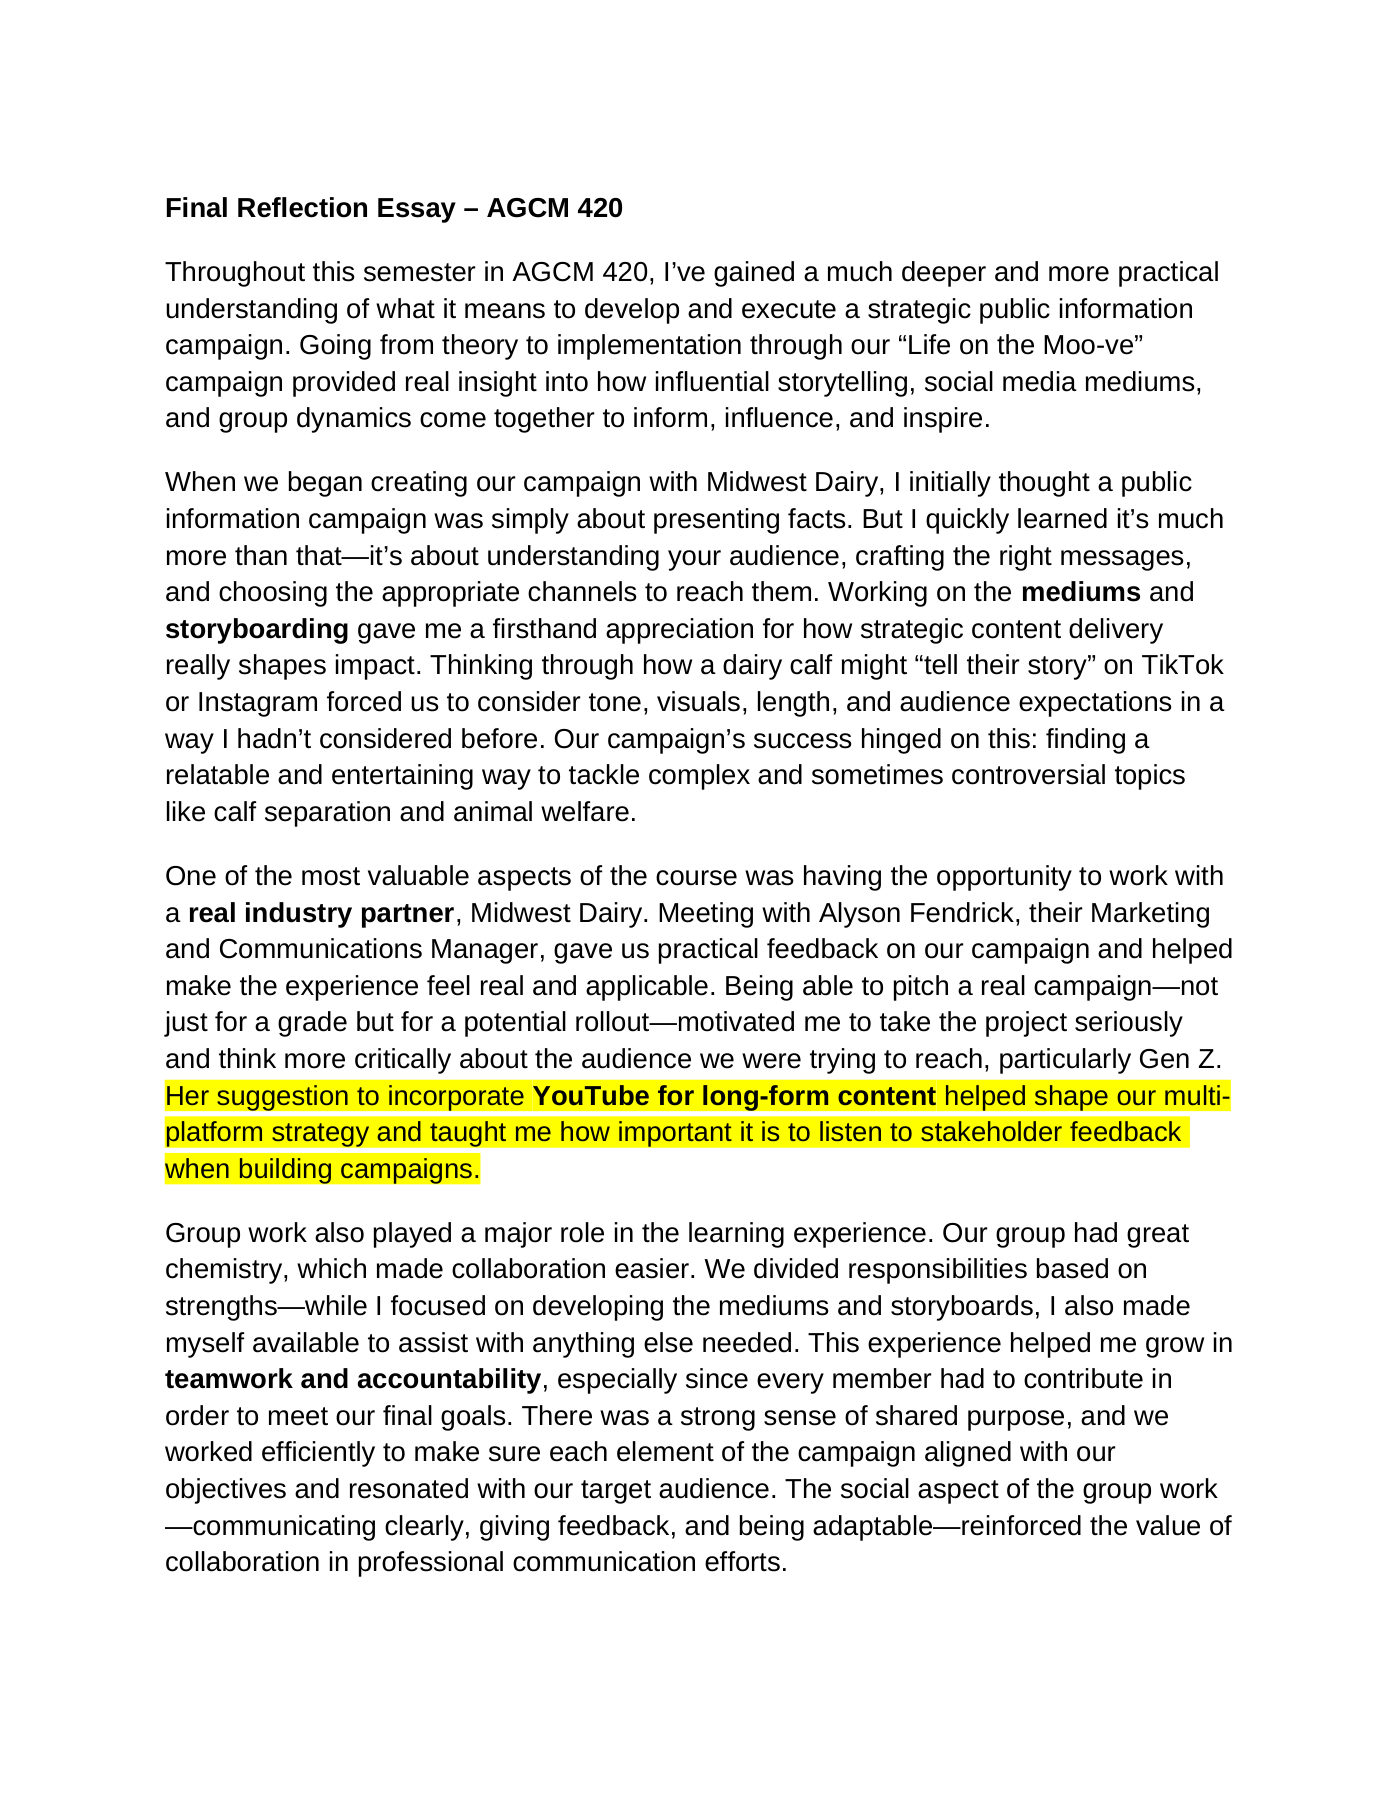 Final Reflection Essay – AGCM 420
Throughout this semester in AGCM 420, I’ve gained a much deeper and more practical
understanding of what it means to develop and execute a strategic public information
campaign. Going from theory to implementation through our “Life on the Moo-ve”
campaign provided real insight into how influential storytelling, social media mediums,
and group dynamics come together to inform, influence, and inspire.
When we began creating our campaign with Midwest Dairy, I initially thought a public
information campaign was simply about presenting facts. But I quickly learned it’s much
more than that—it’s about understanding your audience, crafting the right messages,
and choosing the appropriate channels to reach them. Working on the mediums and
storyboarding gave me a firsthand appreciation for how strategic content delivery
really shapes impact. Thinking through how a dairy calf might “tell their story” on TikTok
or Instagram forced us to consider tone, visuals, length, and audience expectations in a
way I hadn’t considered before. Our campaign’s success hinged on this: finding a
relatable and entertaining way to tackle complex and sometimes controversial topics
like calf separation and animal welfare.
One of the most valuable aspects of the course was having the opportunity to work with
a real industry partner, Midwest Dairy. Meeting with Alyson Fendrick, their Marketing
and Communications Manager, gave us practical feedback on our campaign and helped
make the experience feel real and applicable. Being able to pitch a real campaign—not
just for a grade but for a potential rollout—motivated me to take the project seriously
and think more critically about the audience we were trying to reach, particularly Gen Z.
Her suggestion to incorporate YouTube for long-form content helped shape our multi-
platform strategy and taught me how important it is to listen to stakeholder feedback
when building campaigns.
Group work also played a major role in the learning experience. Our group had great
chemistry, which made collaboration easier. We divided responsibilities based on
strengths—while I focused on developing the mediums and storyboards, I also made
myself available to assist with anything else needed. This experience helped me grow in
teamwork and accountability, especially since every member had to contribute in
order to meet our final goals. There was a strong sense of shared purpose, and we
worked efficiently to make sure each element of the campaign aligned with our
objectives and resonated with our target audience. The social aspect of the group work
—communicating clearly, giving feedback, and being adaptable—reinforced the value of
collaboration in professional communication efforts.